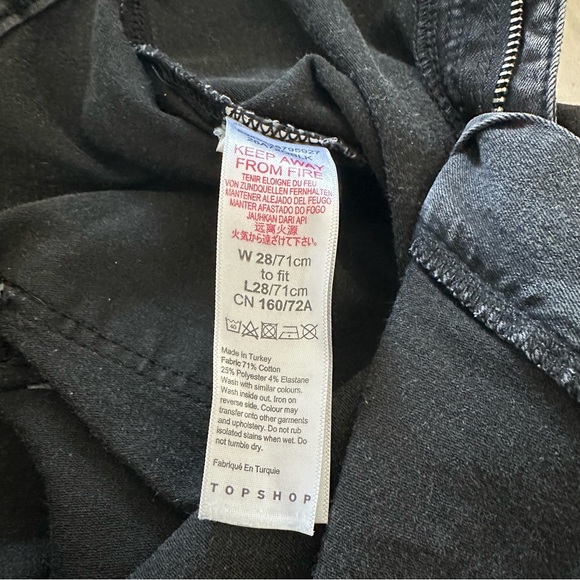 KEEP AWAY
FROM FIRE
TENIR ELOIGNE DU FEU
VON ZUNDQUELLEN FERNHALTEN
MANTENER ALEJADO DEL FEUGO
MANTER AFASTADO DO FOGO
JAUHKAN DARI API
远离火源
火気から遠ざけて下さい。
W 28/71cm
to fit
L28/71cm
CN 160/72A
40
Made in Turkey
Fabric 71% Cotton
25% Polyester 4% Elastane
Wash with similar colours.
Wash inside out. Iron on
reverse side. Colour may
transfer onto other garments
and upholstery. Do not rub
isolated stains when wet. Do
not tumble dry.
Fabriqué En Turquie
TOPSHOP